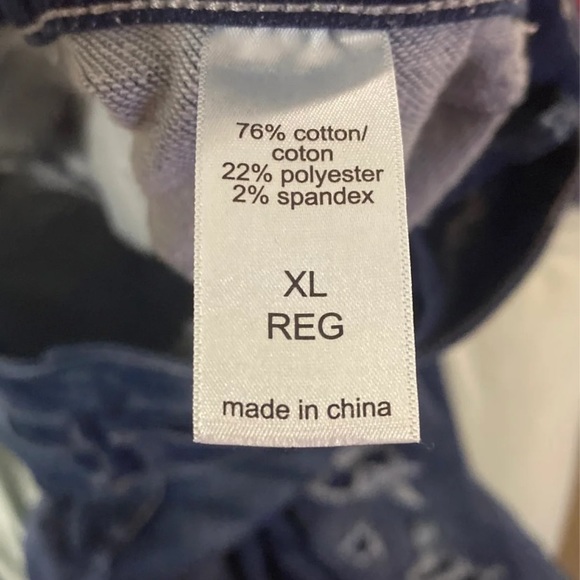 76% cotton/
coton
22% polyester
2% spandex
XL
REG
made in china